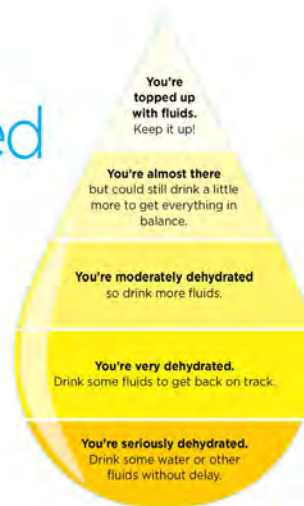 ed
You're
topped up
with fluids.
Keep it up!
You're almost there
but could still drink a little
more to get everything in
balance.
You're moderately dehydrated
so drink more fluids.
You're very dehydrated.
Drink some fluids to get back on track.
You're seriously dehydrated.
Drink some water or other
fluids without delay.